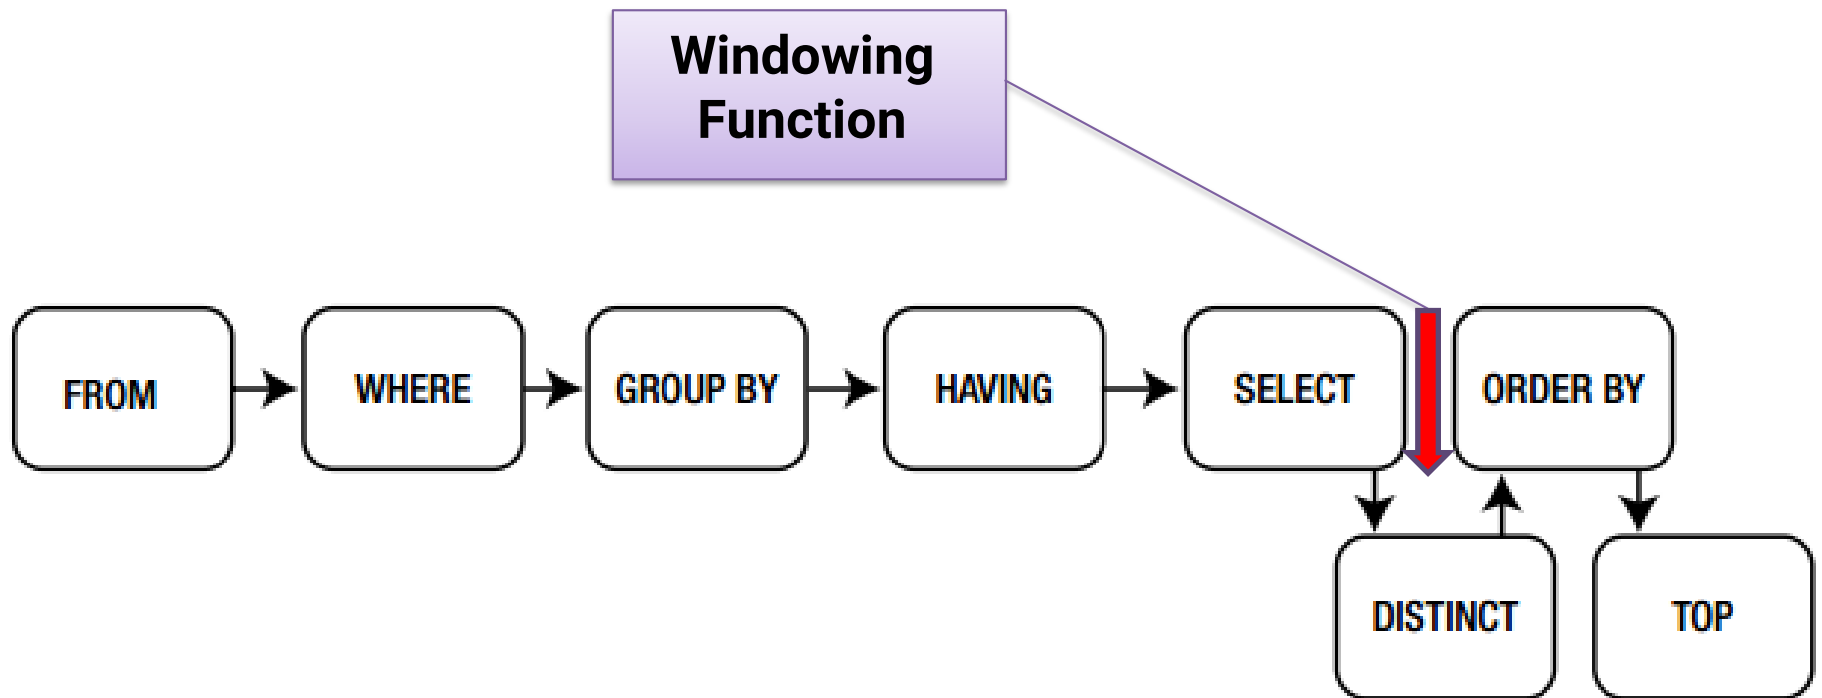 Windowing
Function
FROM
WHERE
GROUP BY
HAVING
SELECT
ORDER BY
DISTINCT
TOP